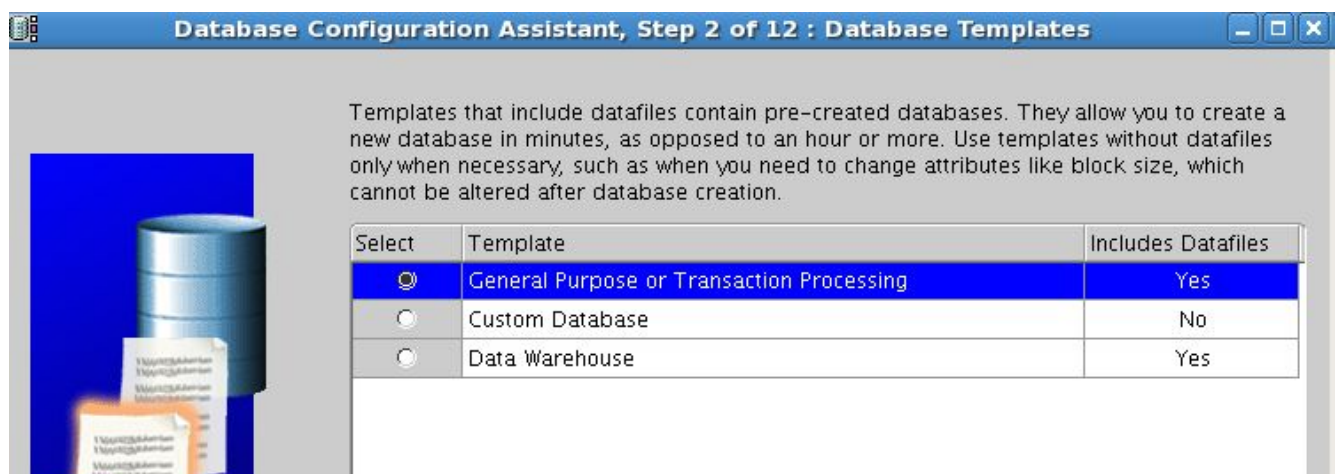 Database Configuration Assistant, Step 2 of 12 : Database Templates
Templates that include datafiles contain pre-created databases. They allow you to create a
new database in minutes, as opposed to an hour or more. Use templates without datafiles
only when necessary, such as when you need to change attributes like block size, which
cannot be altered after database creation.
Select Template Includes Datafiles
General Purpose or Transaction Processing Yes
Custom Database No
Data Warehouse Yes